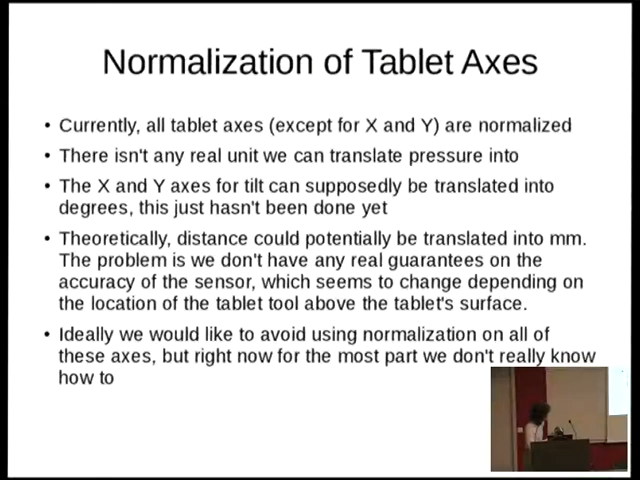 Normalization of Tablet Axes
• Currently, all tablet axes (except for X and Y) are normalized
• There isn't any real unit we can translate pressure into
• The X and Y axes for tilt can supposedly be translated into
degrees, this just hasn't been done yet
• Theoretically, distance could potentially be translated into mm.
The problem is we don't have any real guarantees on the
accuracy of the sensor, which seems to change depending on
the location of the tablet tool above the tablet's surface.
• Ideally we would like to avoid using normalization on all of
these axes, but right now for the most part we don't really know
how to